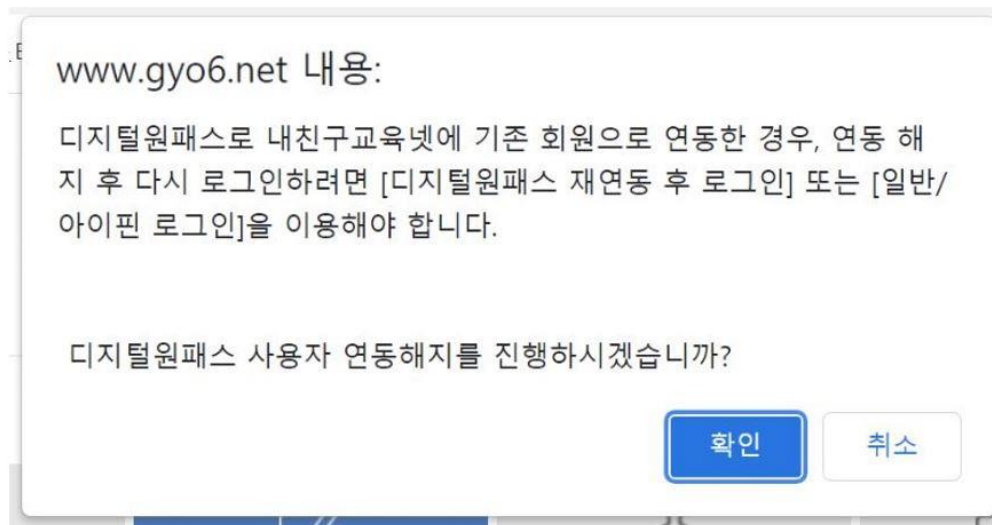 www.gyo6.net 내용:
디지털원패스로 내친구교육넷에 기존 회원으로 연동한 경우, 연동 해
지 후 다시 로그인하려면 [디지털원패스 재연동 후 로그인] 또는 [일반/
아이핀 로그인]을 이용해야 합니다.
디지털원패스 사용자 연동해지를 진행하시겠습니까?
확인 취소